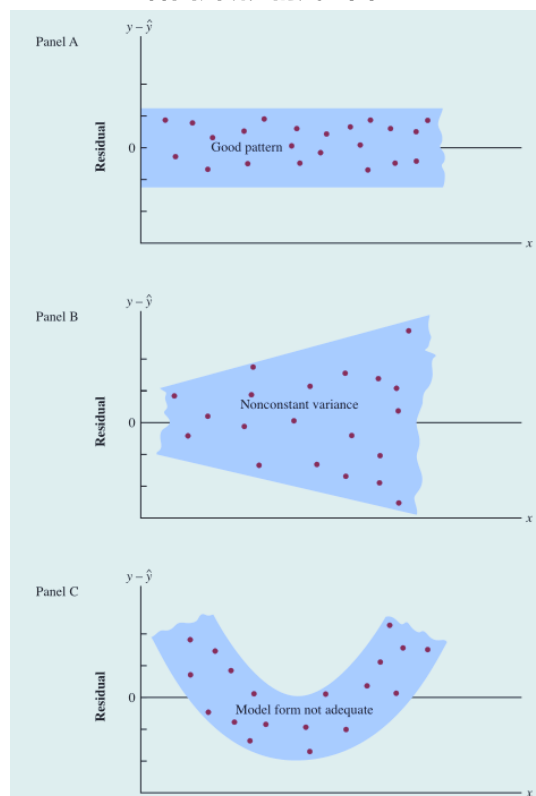 Panel A
y – ŷ
Residual
0
Good pattern
x
Panel B
y – ŷ
Residual
0
Nonconstant variance
x
Panel C
y – ŷ
Residual
0
Model form not adequate
x